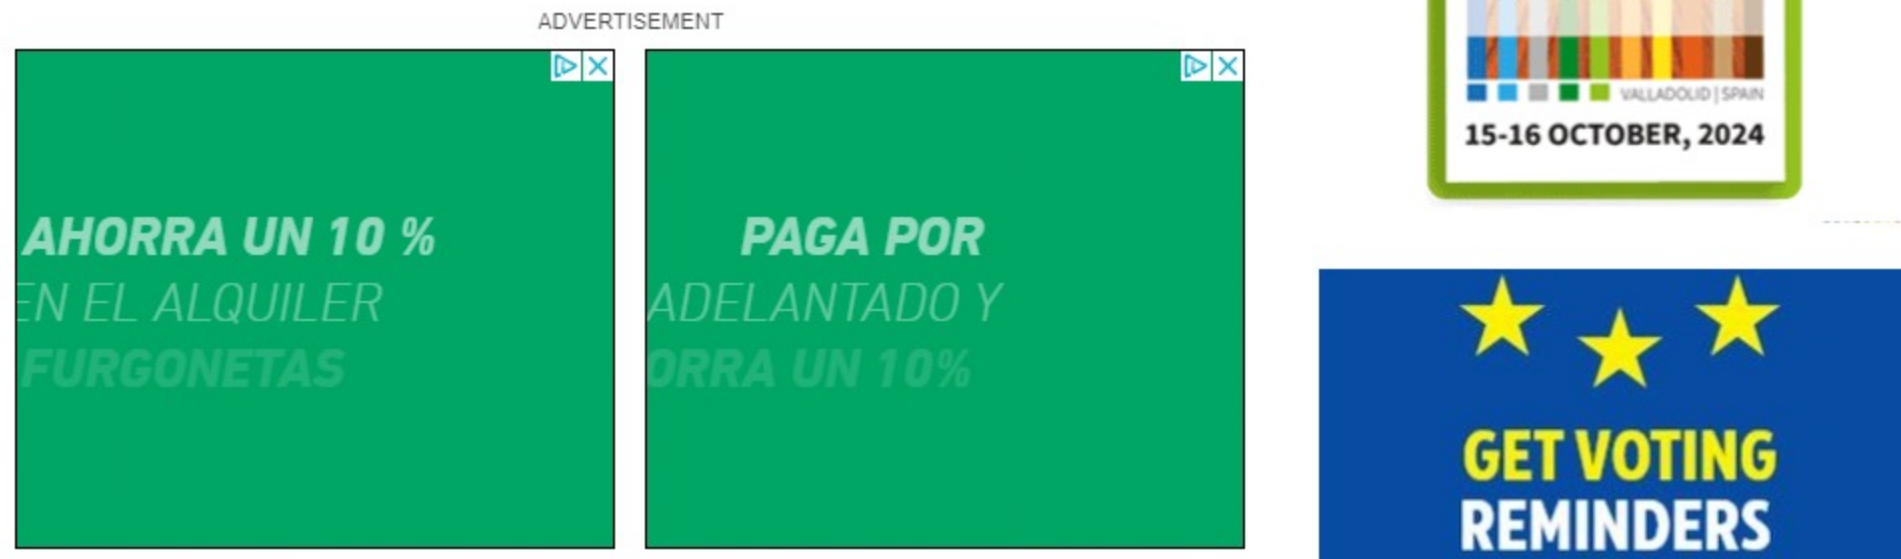 ADVERTISEMENT
AHORRA UN 10 %
EN EL ALQUILER
FURGONETAS
PAGA POR
ADELANTADO Y
ORRA UN 10%
VALLADOLID | SPAIN
15-16 OCTOBER, 2024
GET VOTING
REMINDERS